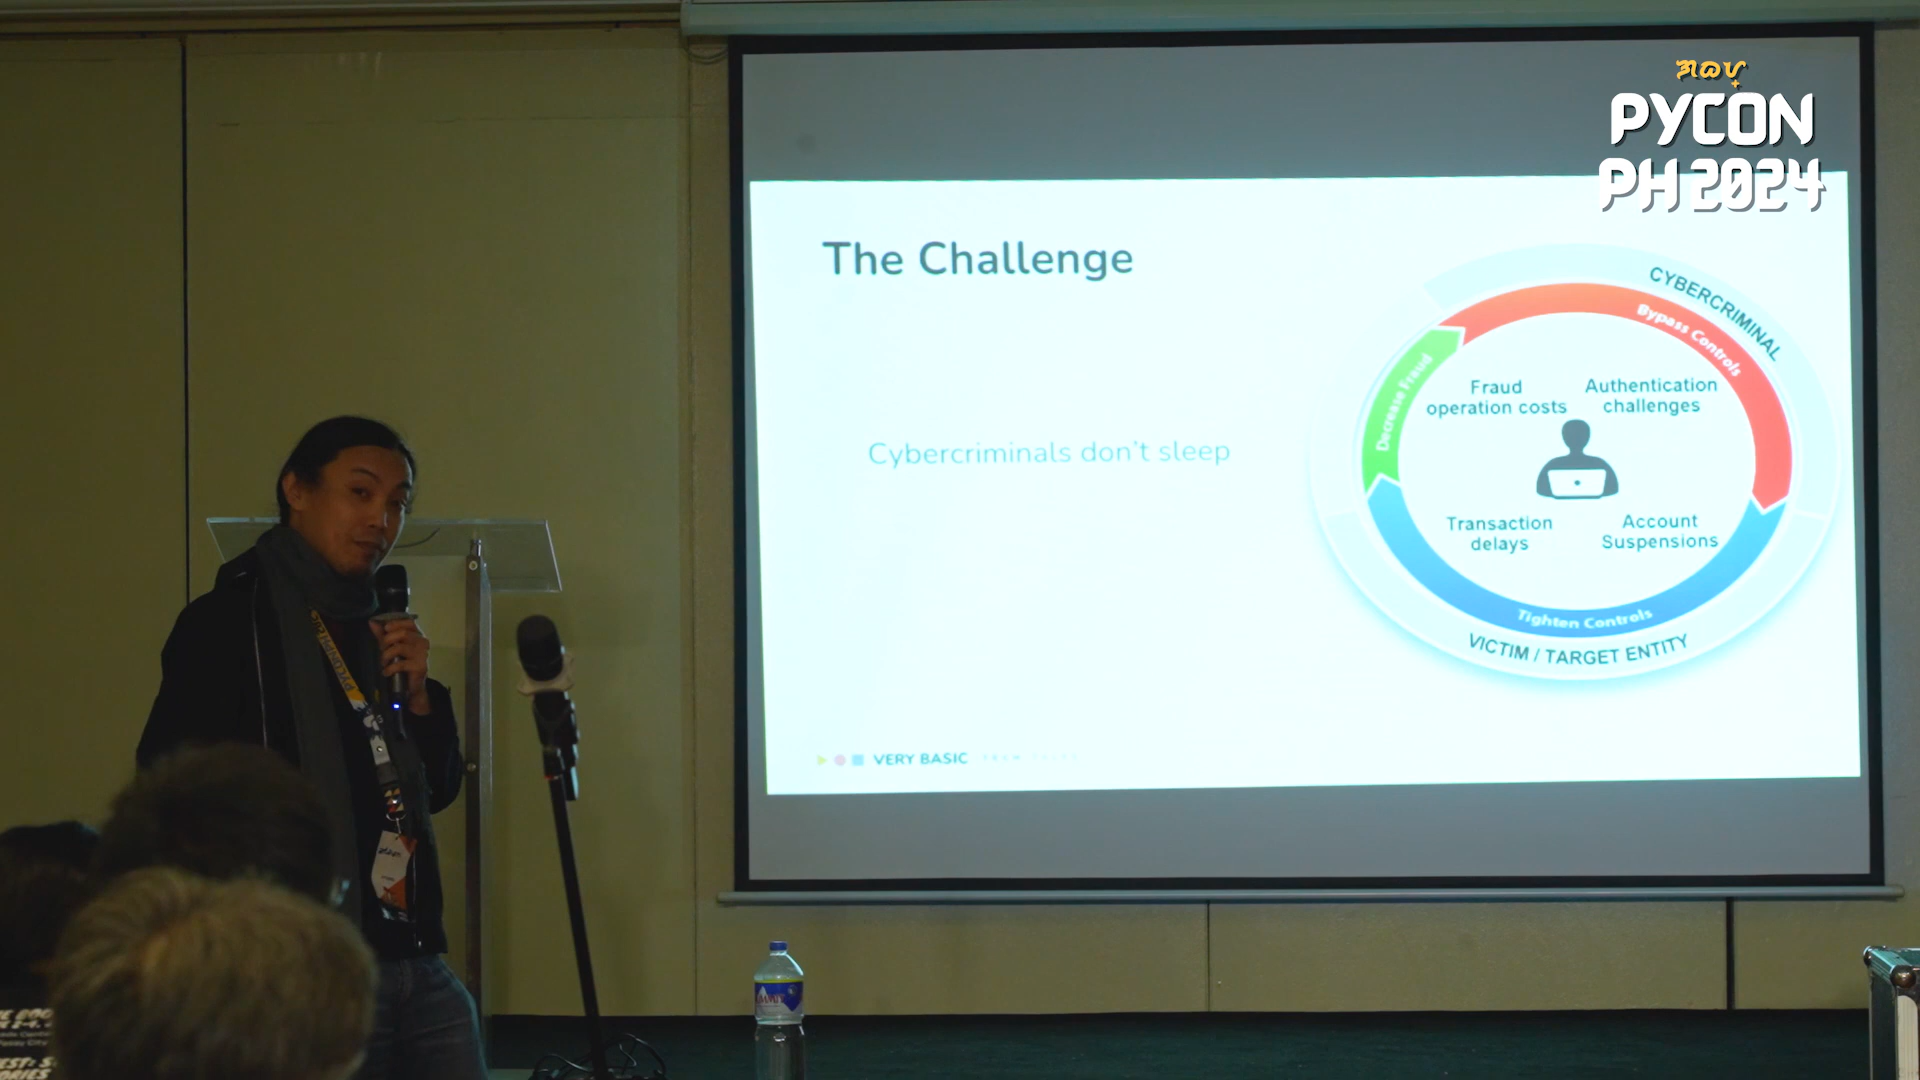 ᜉᜌ᜔
PYCON
PH 2024
The Challenge
Cybercriminals don't sleep
CYBERCRIMINAL
Bypass Controls
Decrease Fraud
Fraud
operation costs
Authentication
challenges
Transaction
delays
Account
Suspensions
Tighten Controls
VICTIM / TARGET ENTITY
VERY BASIC